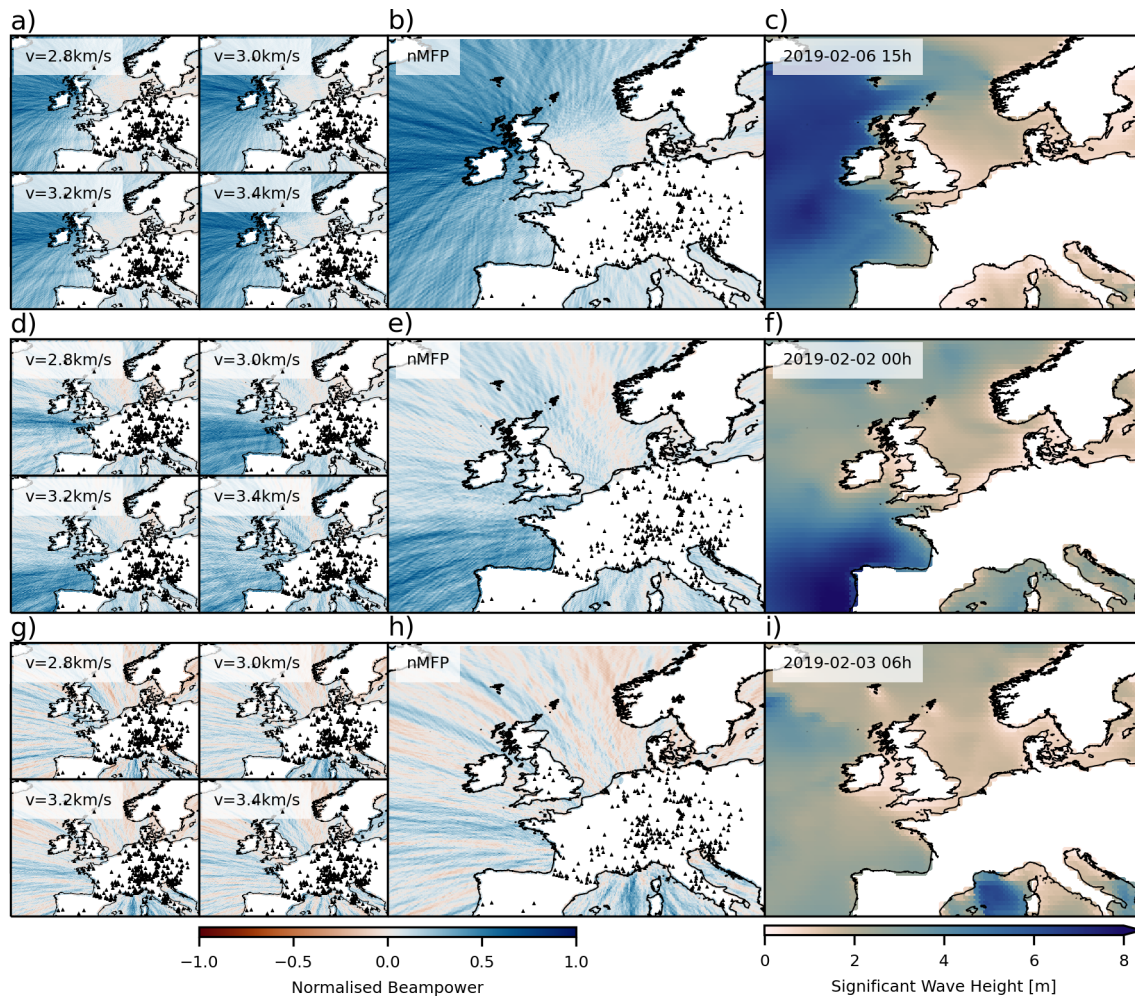 a)
b)
c)
v=2.8km/s
v=3.0km/s
nMFP
2019-02-06 15h
v=3.2km/s
v=3.4km/s
d)
e)
f)
v=2.8km/s
v=3.0km/s
nMFP
2019-02-02 00h
v=3.2km/s
v=3.4km/s
g)
h)
i)
v=2.8km/s
v=3.0km/s
nMFP
2019-02-03 06h
v=3.2km/s
v=3.4km/s
−1.0 −0.5 0.0 0.5 1.0
Normalised Beampower
0 2 4 6 8
Significant Wave Height [m]